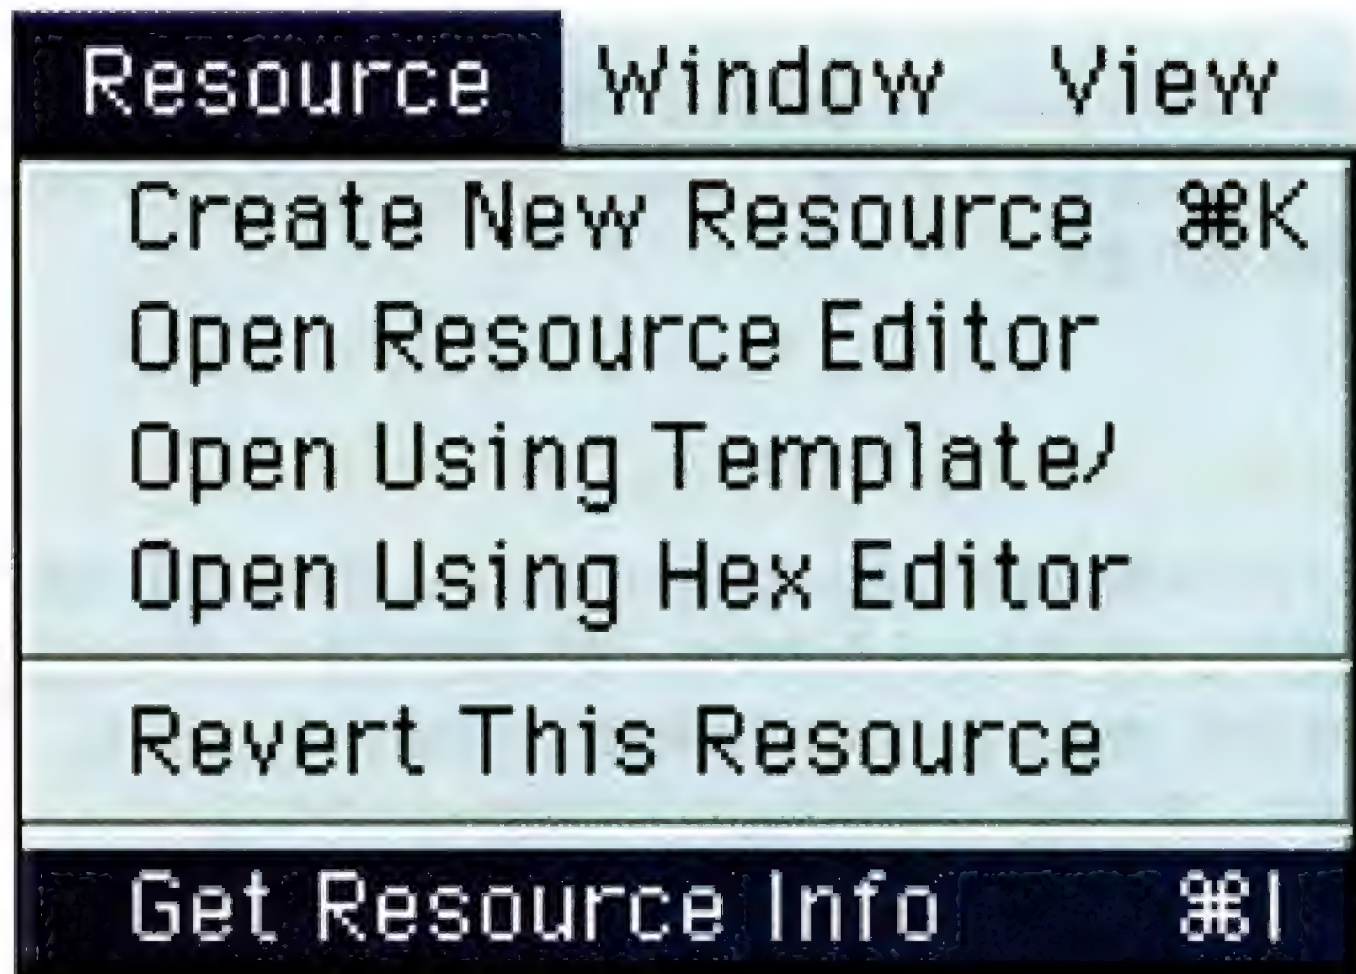 Resource Window View
Create New Resource ⌘K
Open Resource Editor
Open Using Template/
Open Using Hex Editor
Revert This Resource
Get Resource Info ⌘I